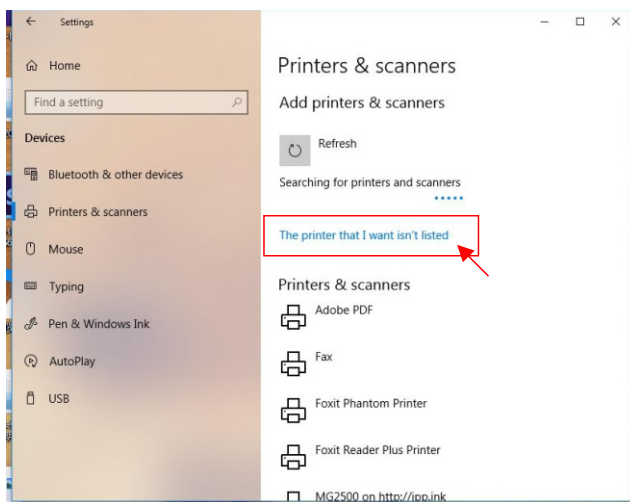 Settings
Home
Find a setting
Devices
Bluetooth & other devices
Printers & scanners
Mouse
Typing
Pen & Windows Ink
AutoPlay
USB
Printers & scanners
Add printers & scanners
Refresh
Searching for printers and scanners
The printer that I want isn't listed
Printers & scanners
Adobe PDF
Fax
Foxit Phantom Printer
Foxit Reader Plus Printer
MG2500 on http://ipp.ink